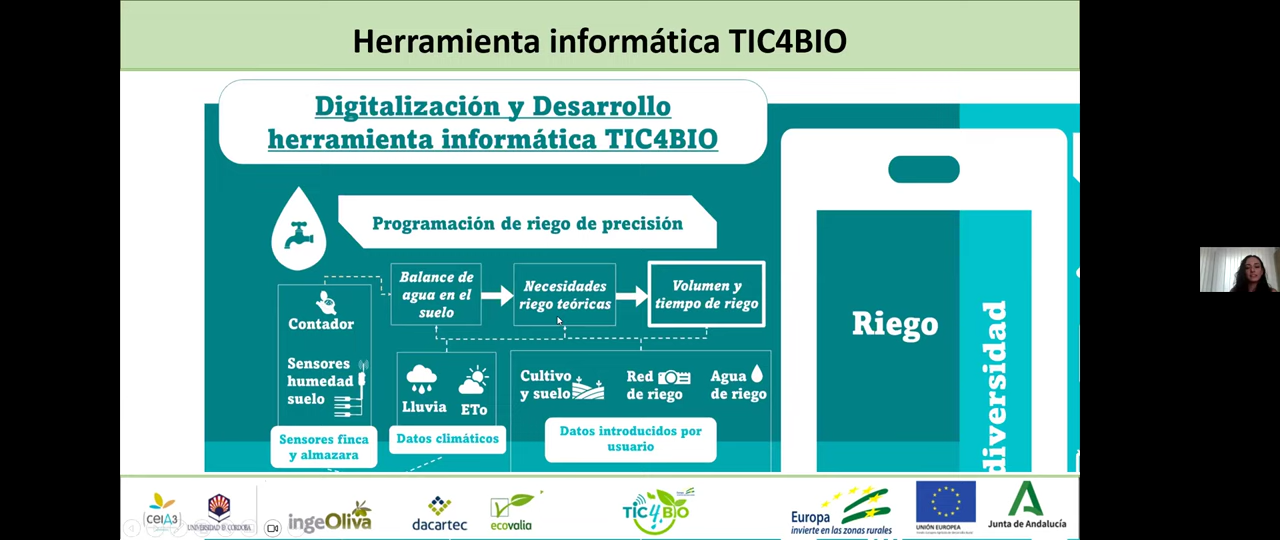 Herramienta informática TIC4BIO
Digitalización y Desarrollo
herramienta informática TIC4BIO
Programación de riego de precisión
Balance de
agua en el
suelo
Necesidades
riego teóricas
Volumen y
tiempo de riego
Contador
Sensores
humedad
suelo
Lluvia
ETo
Cultivo
y suelo
Red
de riego
Agua
de riego
Sensores finca
y almazara
Datos climáticos
Datos introducidos por
usuario
Riego
diversidad
ceiA3
UNIVERSIDAD D CORDOBA
ingeOliva
dacartec
ecovalia
TIC4BIO
Europa
invierte en las zonas rurales
UNIÓN EUROPEA
Junta de Andalucía